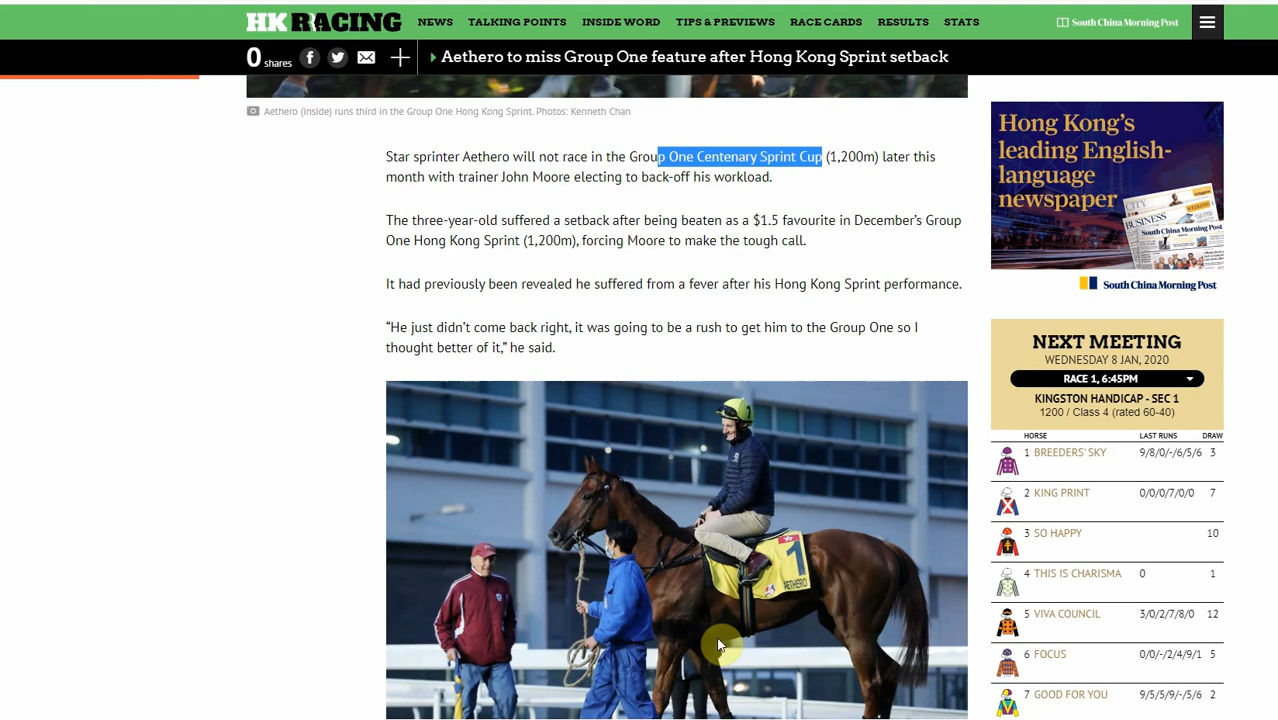 HK RACING
NEWS TALKING POINTS INSIDE WORD TIPS & PREVIEWS RACE CARDS RESULTS STATS
South China Morning Post
0 shares
Aethero to miss Group One feature after Hong Kong Sprint setback
Aethero (inside) runs third in the Group One Hong Kong Sprint. Photos: Kenneth Chan
Star sprinter Aethero will not race in the Group One Centenary Sprint Cup (1,200m) later this
month with trainer John Moore electing to back-off his workload.
The three-year-old suffered a setback after being beaten as a $1.5 favourite in December’s Group
One Hong Kong Sprint (1,200m), forcing Moore to make the tough call.
It had previously been revealed he suffered from a fever after his Hong Kong Sprint performance.
“He just didn’t come back right, it was going to be a rush to get him to the Group One so I
thought better of it,” he said.
1
AETHERO
Hong Kong’s
leading English-
language
newspaper
CITY
BUSINESS
South China Morning Post
South China Morning Post
NEXT MEETING
WEDNESDAY 8 JAN, 2020
RACE 1, 6:45PM
KINGSTON HANDICAP - SEC 1
1200 / Class 4 (rated 60-40)
HORSE LAST RUNS DRAW
1 BREEDERS' SKY 9/8/0/-/6/5/6 3
2 KING PRINT 0/0/0/7/0/0 7
3 SO HAPPY 10
4 THIS IS CHARISMA 0 1
5 VIVA COUNCIL 3/0/2/7/8/0 12
6 FOCUS 0/0/-/2/4/9/1 5
7 GOOD FOR YOU 9/5/5/9/-/5/6 2